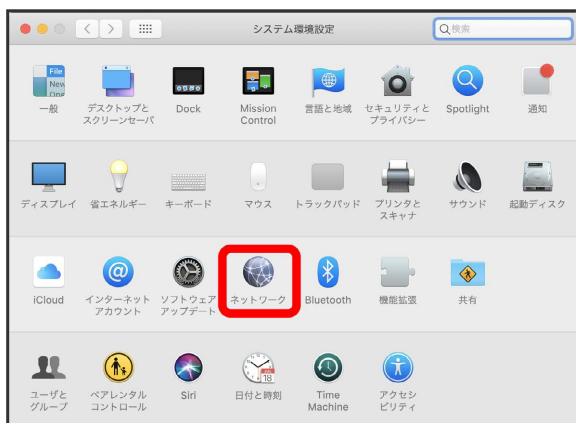 システム環境設定
検索
File
New
One
一般
デスクトップと
スクリーンセーバ
Dock
Mission
Control
言語と地域
セキュリティと
プライバシー
Spotlight
通知
ディスプレイ
省エネルギー
キーボード
マウス
トラックパッド
プリンタと
スキャナ
サウンド
起動ディスク
iCloud
インターネット
アカウント
ソフトウェア
アップデート
ネットワーク
Bluetooth
機能拡張
共有
ユーザと
グループ
ペアレンタル
コントロール
Siri
日付と時刻
18
Time
Machine
アクセシ
ビリティ